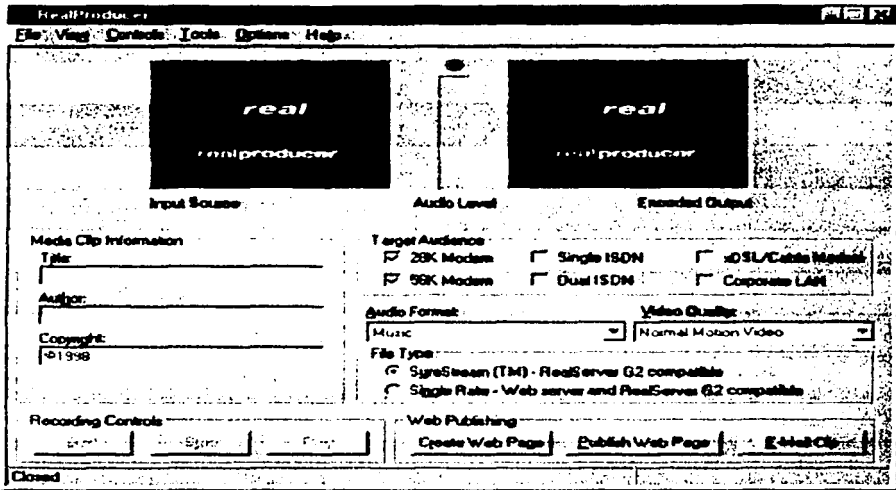 RealProducer
File View Controls Tools Options Help
real
realproducer
real
realproducer
Input Source
Audio Level
Encoded Output
Media Clip Information
Title:
Author:
Copyright:
©1998
Target Audience
28K Modem
Single ISDN
xDSL/Cable Modem
56K Modem
Dual ISDN
Corporate LAN
Audio Format:
Music
Video Quality:
Normal Motion Video
File Type
SureStream (TM) - RealServer G2 compatible
Single Rate - Web server and RealServer G2 compatible
Recording Controls
Start
Stop
Web Publishing
Create Web Page
Publish Web Page
E-Mail Clip
Closed